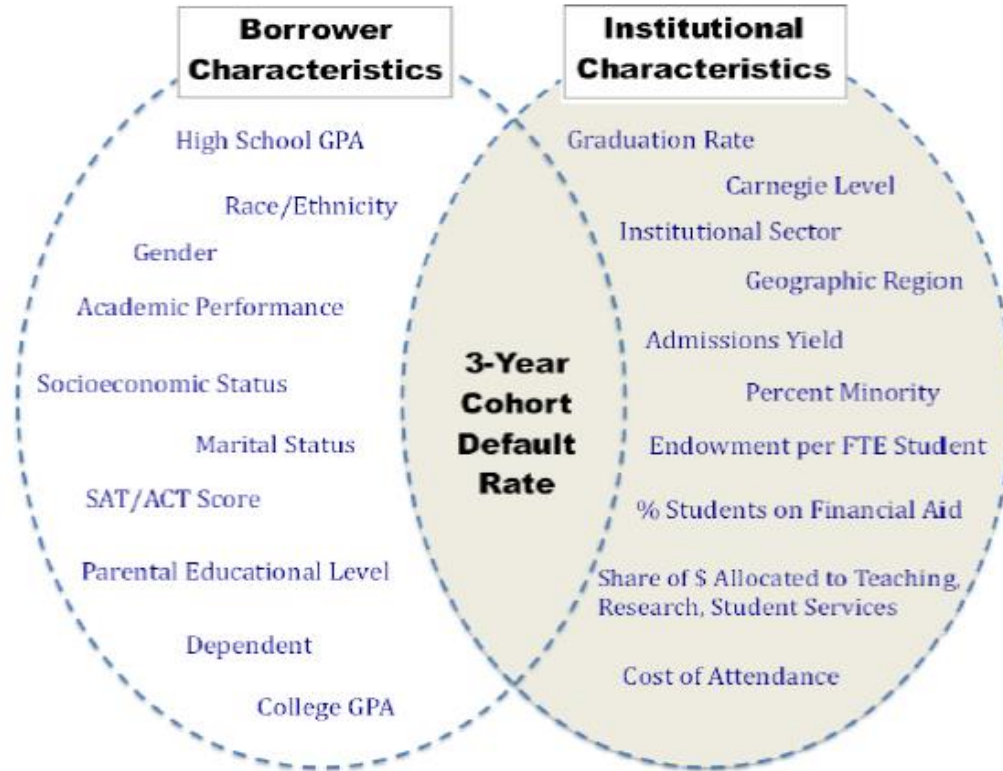 Borrower
Characteristics
Institutional
Characteristics
High School GPA
Race/Ethnicity
Gender
Academic Performance
Socioeconomic Status
Marital Status
SAT/ACT Score
Parental Educational Level
Dependent
College GPA
3-Year
Cohort
Default
Rate
Graduation Rate
Carnegie Level
Institutional Sector
Geographic Region
Admissions Yield
Percent Minority
Endowment per FTE Student
% Students on Financial Aid
Share of $ Allocated to Teaching,
Research, Student Services
Cost of Attendance